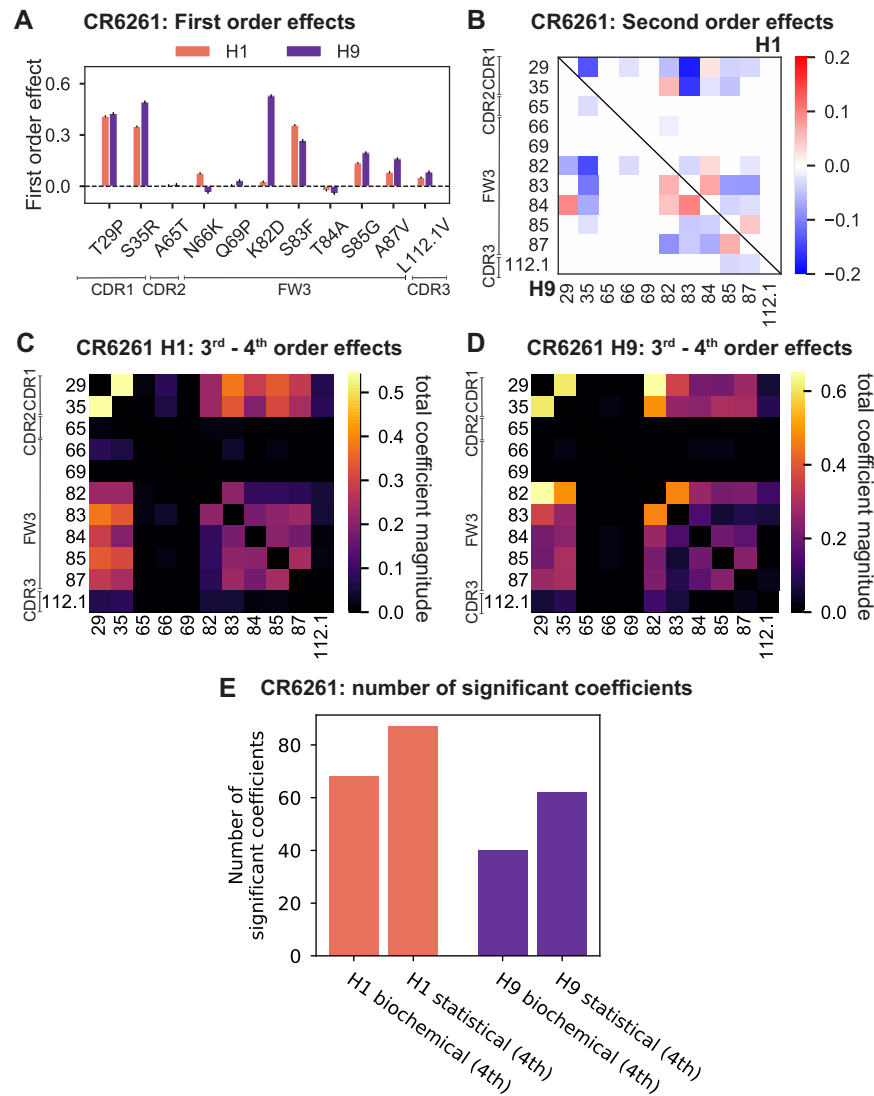 A CR6261: First order effects
H1 H9
First order effect
0.6
0.3
0.0
T29P S35R A65T N66K Q69P K82D S83F T84A S85G A87V L112.1V
CDR1 CDR2 FW3 CDR3
B CR6261: Second order effects
H1
CDR3 FW3 CDR2 CDR1
29
35
65
66
69
82
83
84
85
87
112.1
H9
29 35 65 66 69 82 83 84 85 87 112.1
0.2
0.1
0.0
−0.1
−0.2
C CR6261 H1: 3rd - 4th order effects
CDR3 FW3 CDR2 CDR1
29
35
65
66
69
82
83
84
85
87
112.1
29 35 65 66 69 82 83 84 85 87 112.1
0.5
0.4
0.3
0.2
0.1
0.0
total coefficient magnitude
D CR6261 H9: 3rd - 4th order effects
CDR3 FW3 CDR2 CDR1
29
35
65
66
69
82
83
84
85
87
112.1
29 35 65 66 69 82 83 84 85 87 112.1
0.6
0.4
0.2
0.0
total coefficient magnitude
E CR6261: number of significant coefficients
Number of
significant coefficients
80
60
40
20
0
H1 biochemical (4th)
H1 statistical (4th)
H9 biochemical (4th)
H9 statistical (4th)